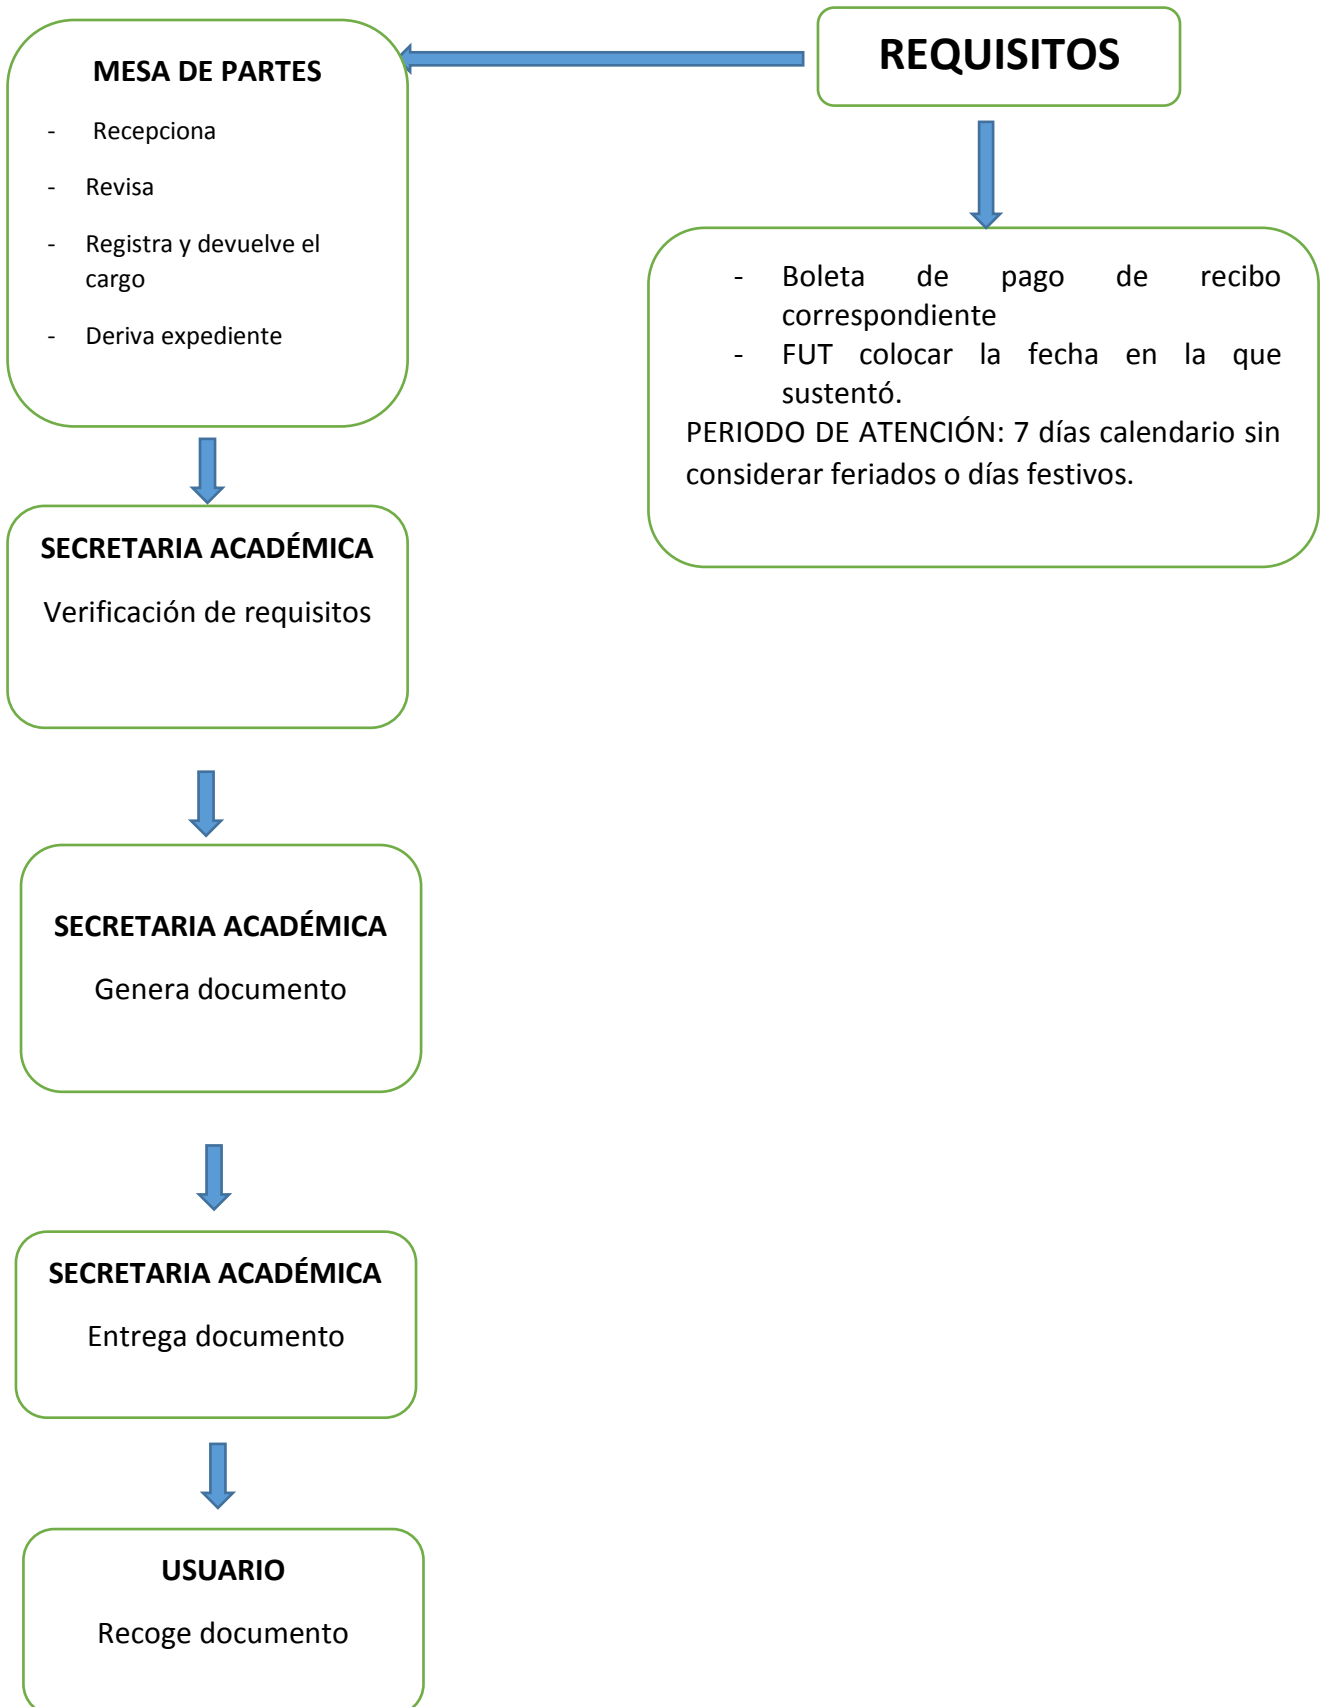 REQUISITOS
- Boleta de pago de recibo
correspondiente
- FUT colocar la fecha en la que
sustentó.
PERIODO DE ATENCIÓN: 7 días calendario sin
considerar feriados o días festivos.
MESA DE PARTES
- Recepciona
- Revisa
- Registra y devuelve el
cargo
- Deriva expediente
SECRETARIA ACADÉMICA
Verificación de requisitos
SECRETARIA ACADÉMICA
Genera documento
SECRETARIA ACADÉMICA
Entrega documento
USUARIO
Recoge documento